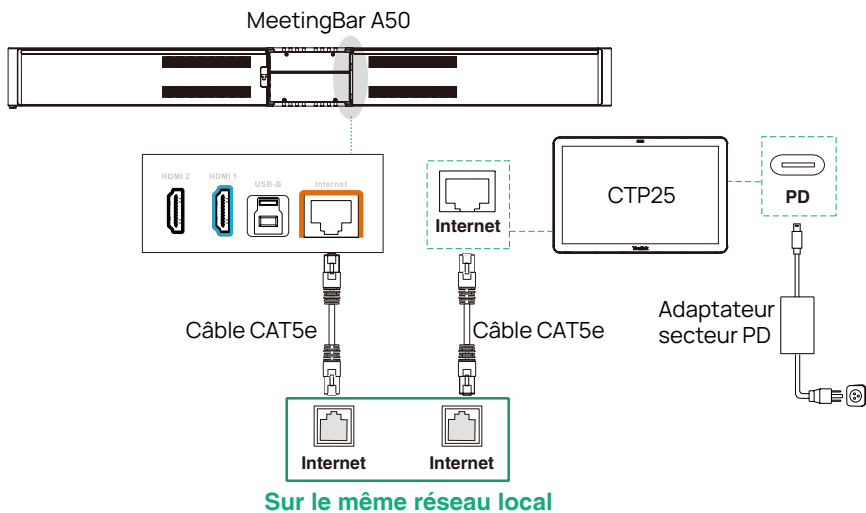 MeetingBar A50
HDMI 2
HDMI 1
USB-B
Internet
Internet
CTP25
Yealink
PD
Câble CAT5e
Câble CAT5e
Adaptateur
secteur PD
Internet
Internet
Sur le même réseau local